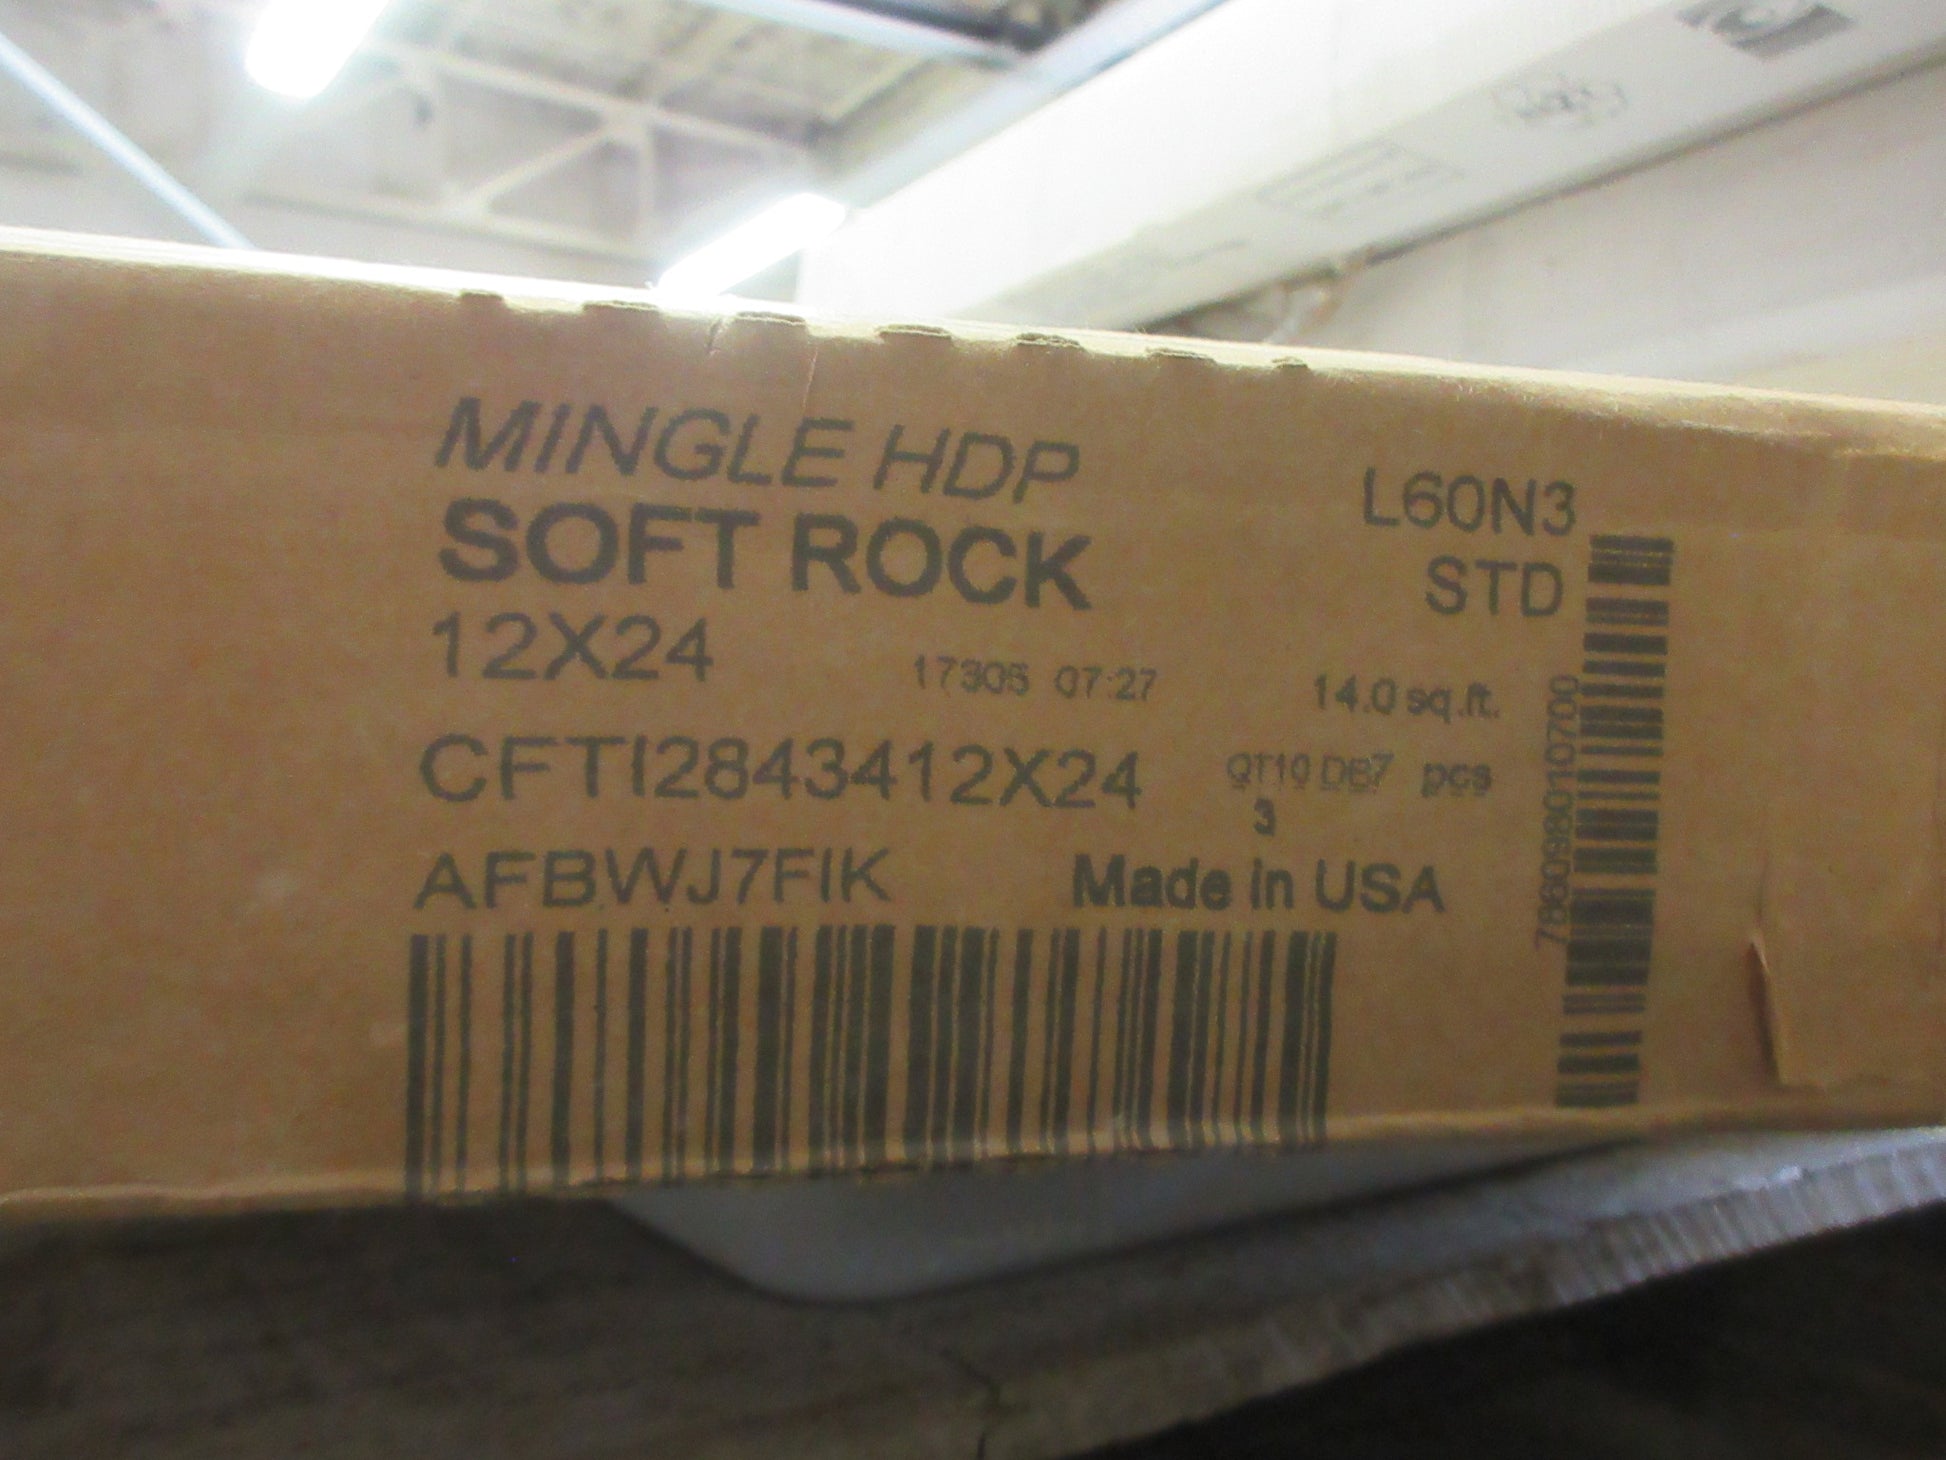 MINGLE HDP
SOFT ROCK
12X24
17306 07:27
CFTI2843412X24
AFBWJ7FIK
L60N3
STD
14.0 sq.ft.
QT10 DB7 pcs
3
Made in USA
786098010700